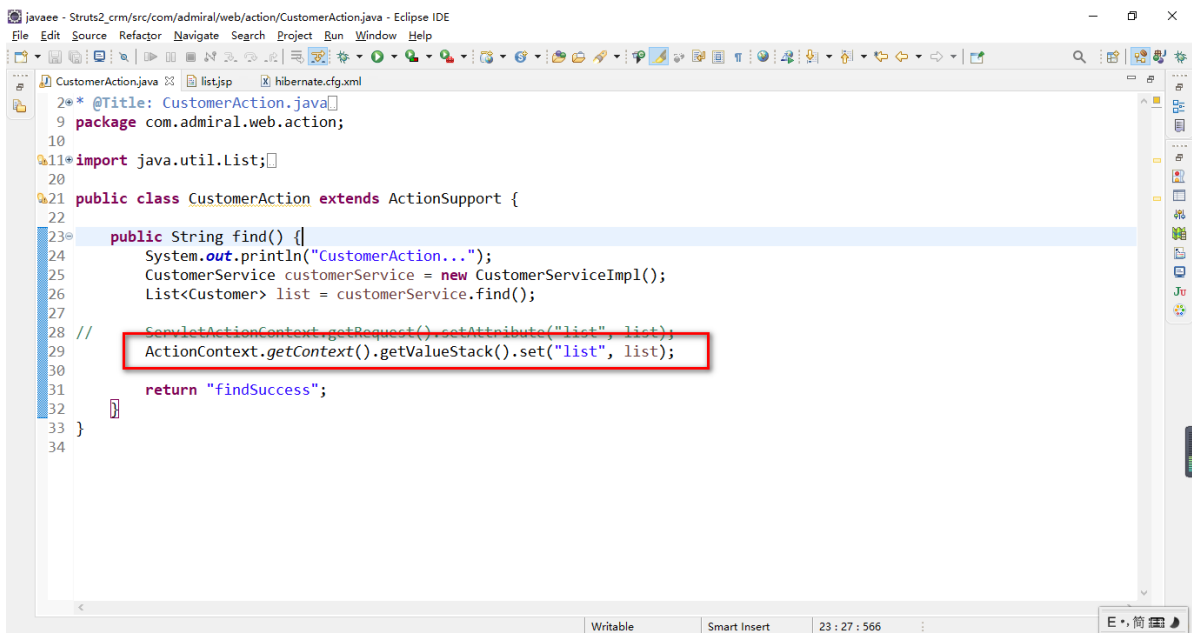 javaee - Struts2_crm/src/com/admiral/web/action/CustomerAction.java - Eclipse IDE
File Edit Source Refactor Navigate Search Project Run Window Help
CustomerAction.java list.jsp hibernate.cfg.xml
2 * @Title: CustomerAction.java
9 package com.admiral.web.action;
10
11 import java.util.List;
20
21 public class CustomerAction extends ActionSupport {
22
23 public String find() {
24 System.out.println("CustomerAction...");
25 CustomerService customerService = new CustomerServiceImpl();
26 List<Customer> list = customerService.find();
27
28 // ServletActionContext.getRequest().setAttribute("list", list);
29 ActionContext.getContext().getValueStack().set("list", list);
30
31 return "findSuccess";
32 }
33 }
34
Writable Smart Insert 23 : 27 : 566
E 简